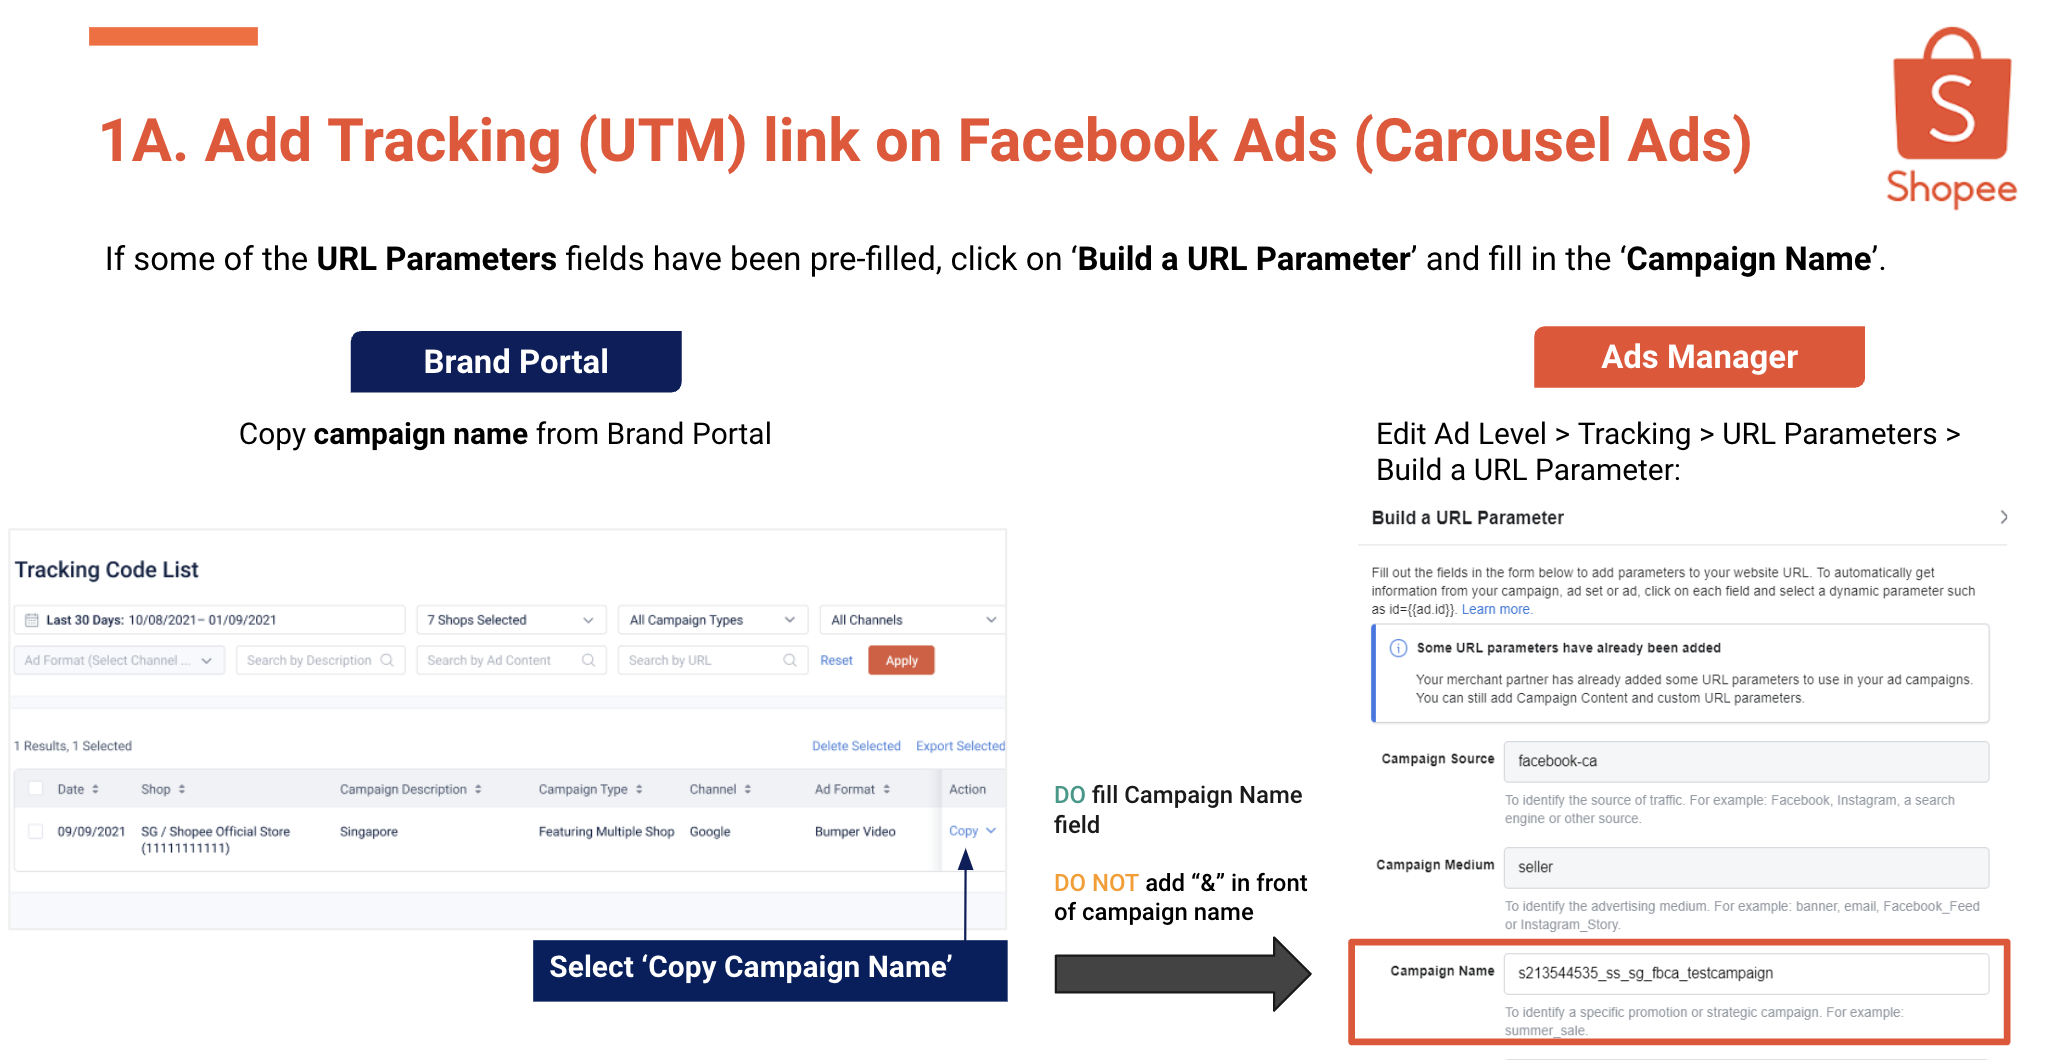 1A. Add Tracking (UTM) link on Facebook Ads (Carousel Ads)
S
Shopee
If some of the URL Parameters fields have been pre-filled, click on ‘Build a URL Parameter’ and fill in the ‘Campaign Name’.
Brand Portal
Copy campaign name from Brand Portal
Tracking Code List
Last 30 Days: 10/08/2021– 01/09/2021
7 Shops Selected
All Campaign Types
All Channels
Ad Format (Select Channel ...
Search by Description
Search by Ad Content
Search by URL
Reset
Apply
1 Results, 1 Selected
Delete Selected
Export Selected
Date Shop Campaign Description Campaign Type Channel Ad Format Action
09/09/2021 SG / Shopee Official Store Singapore Featuring Multiple Shop Google Bumper Video Copy
(11111111111)
Select ‘Copy Campaign Name’
DO fill Campaign Name
field
DO NOT add “&” in front
of campaign name
Ads Manager
Edit Ad Level > Tracking > URL Parameters >
Build a URL Parameter:
Build a URL Parameter
Fill out the fields in the form below to add parameters to your website URL. To automatically get
information from your campaign, ad set or ad, click on each field and select a dynamic parameter such
as id={{ad.id}}. Learn more.
Some URL parameters have already been added
Your merchant partner has already added some URL parameters to use in your ad campaigns.
You can still add Campaign Content and custom URL parameters.
Campaign Source facebook-ca
To identify the source of traffic. For example: Facebook, Instagram, a search
engine or other source.
Campaign Medium seller
To identify the advertising medium. For example: banner, email, Facebook_Feed
or Instagram_Story.
Campaign Name s213544535_ss_sg_fbca_testcampaign
To identify a specific promotion or strategic campaign. For example:
summer_sale.